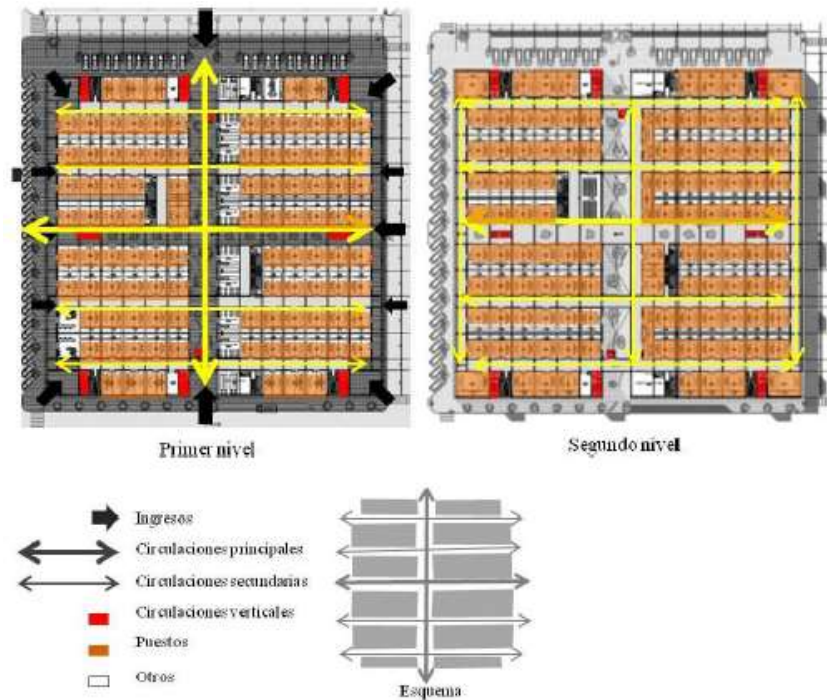 Primer nivel
Segundo nivel
Ingresos
Circulaciones principales
Circulaciones secundarias
Circulaciones verticales
Puestos
Otros
Esquema